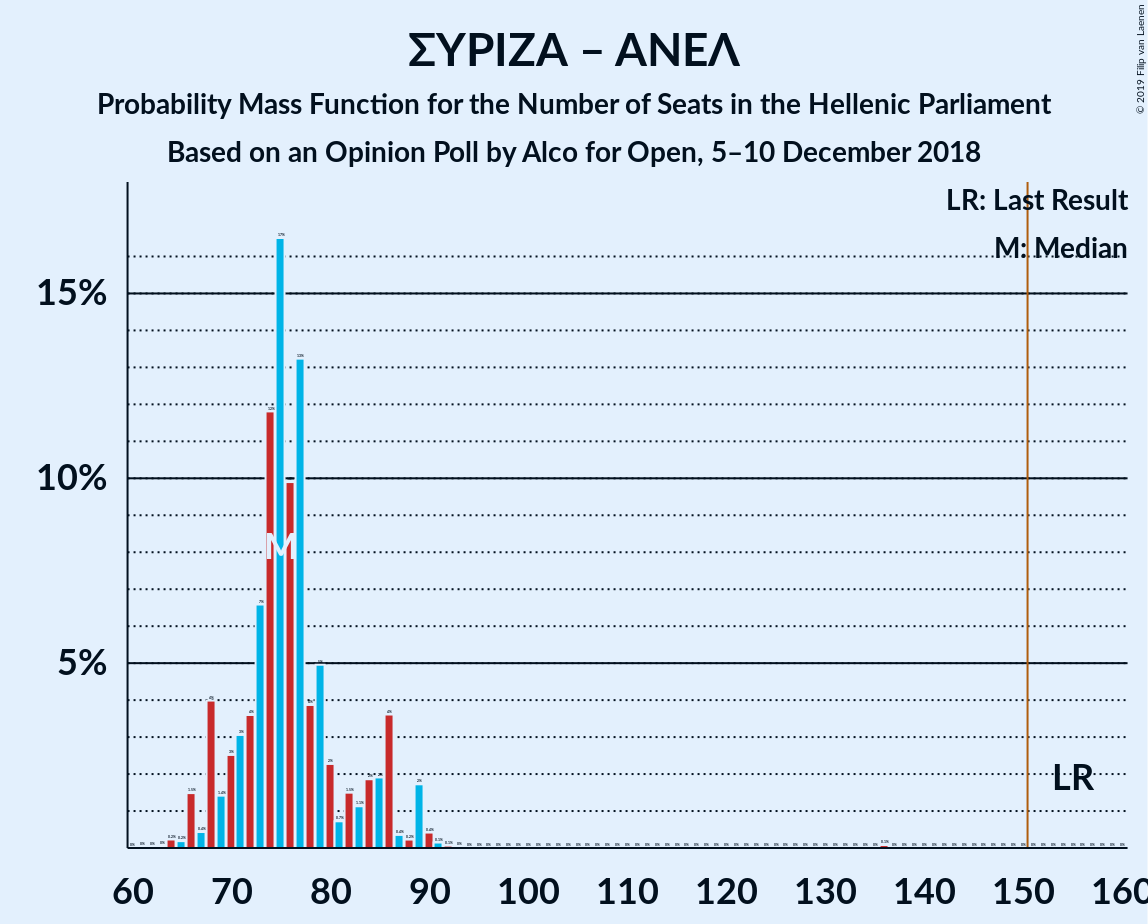 ΣΥΡΙΖΑ – ΑΝΕΛ
Probability Mass Function for the Number of Seats in the Hellenic Parliament
Based on an Opinion Poll by Alco for Open, 5–10 December 2018
© 2019 Filip van Laenen
LR: Last Result
M: Median
15%
10%
5%
M
LR
60 70 80 90 100 110 120 130 140 150 160